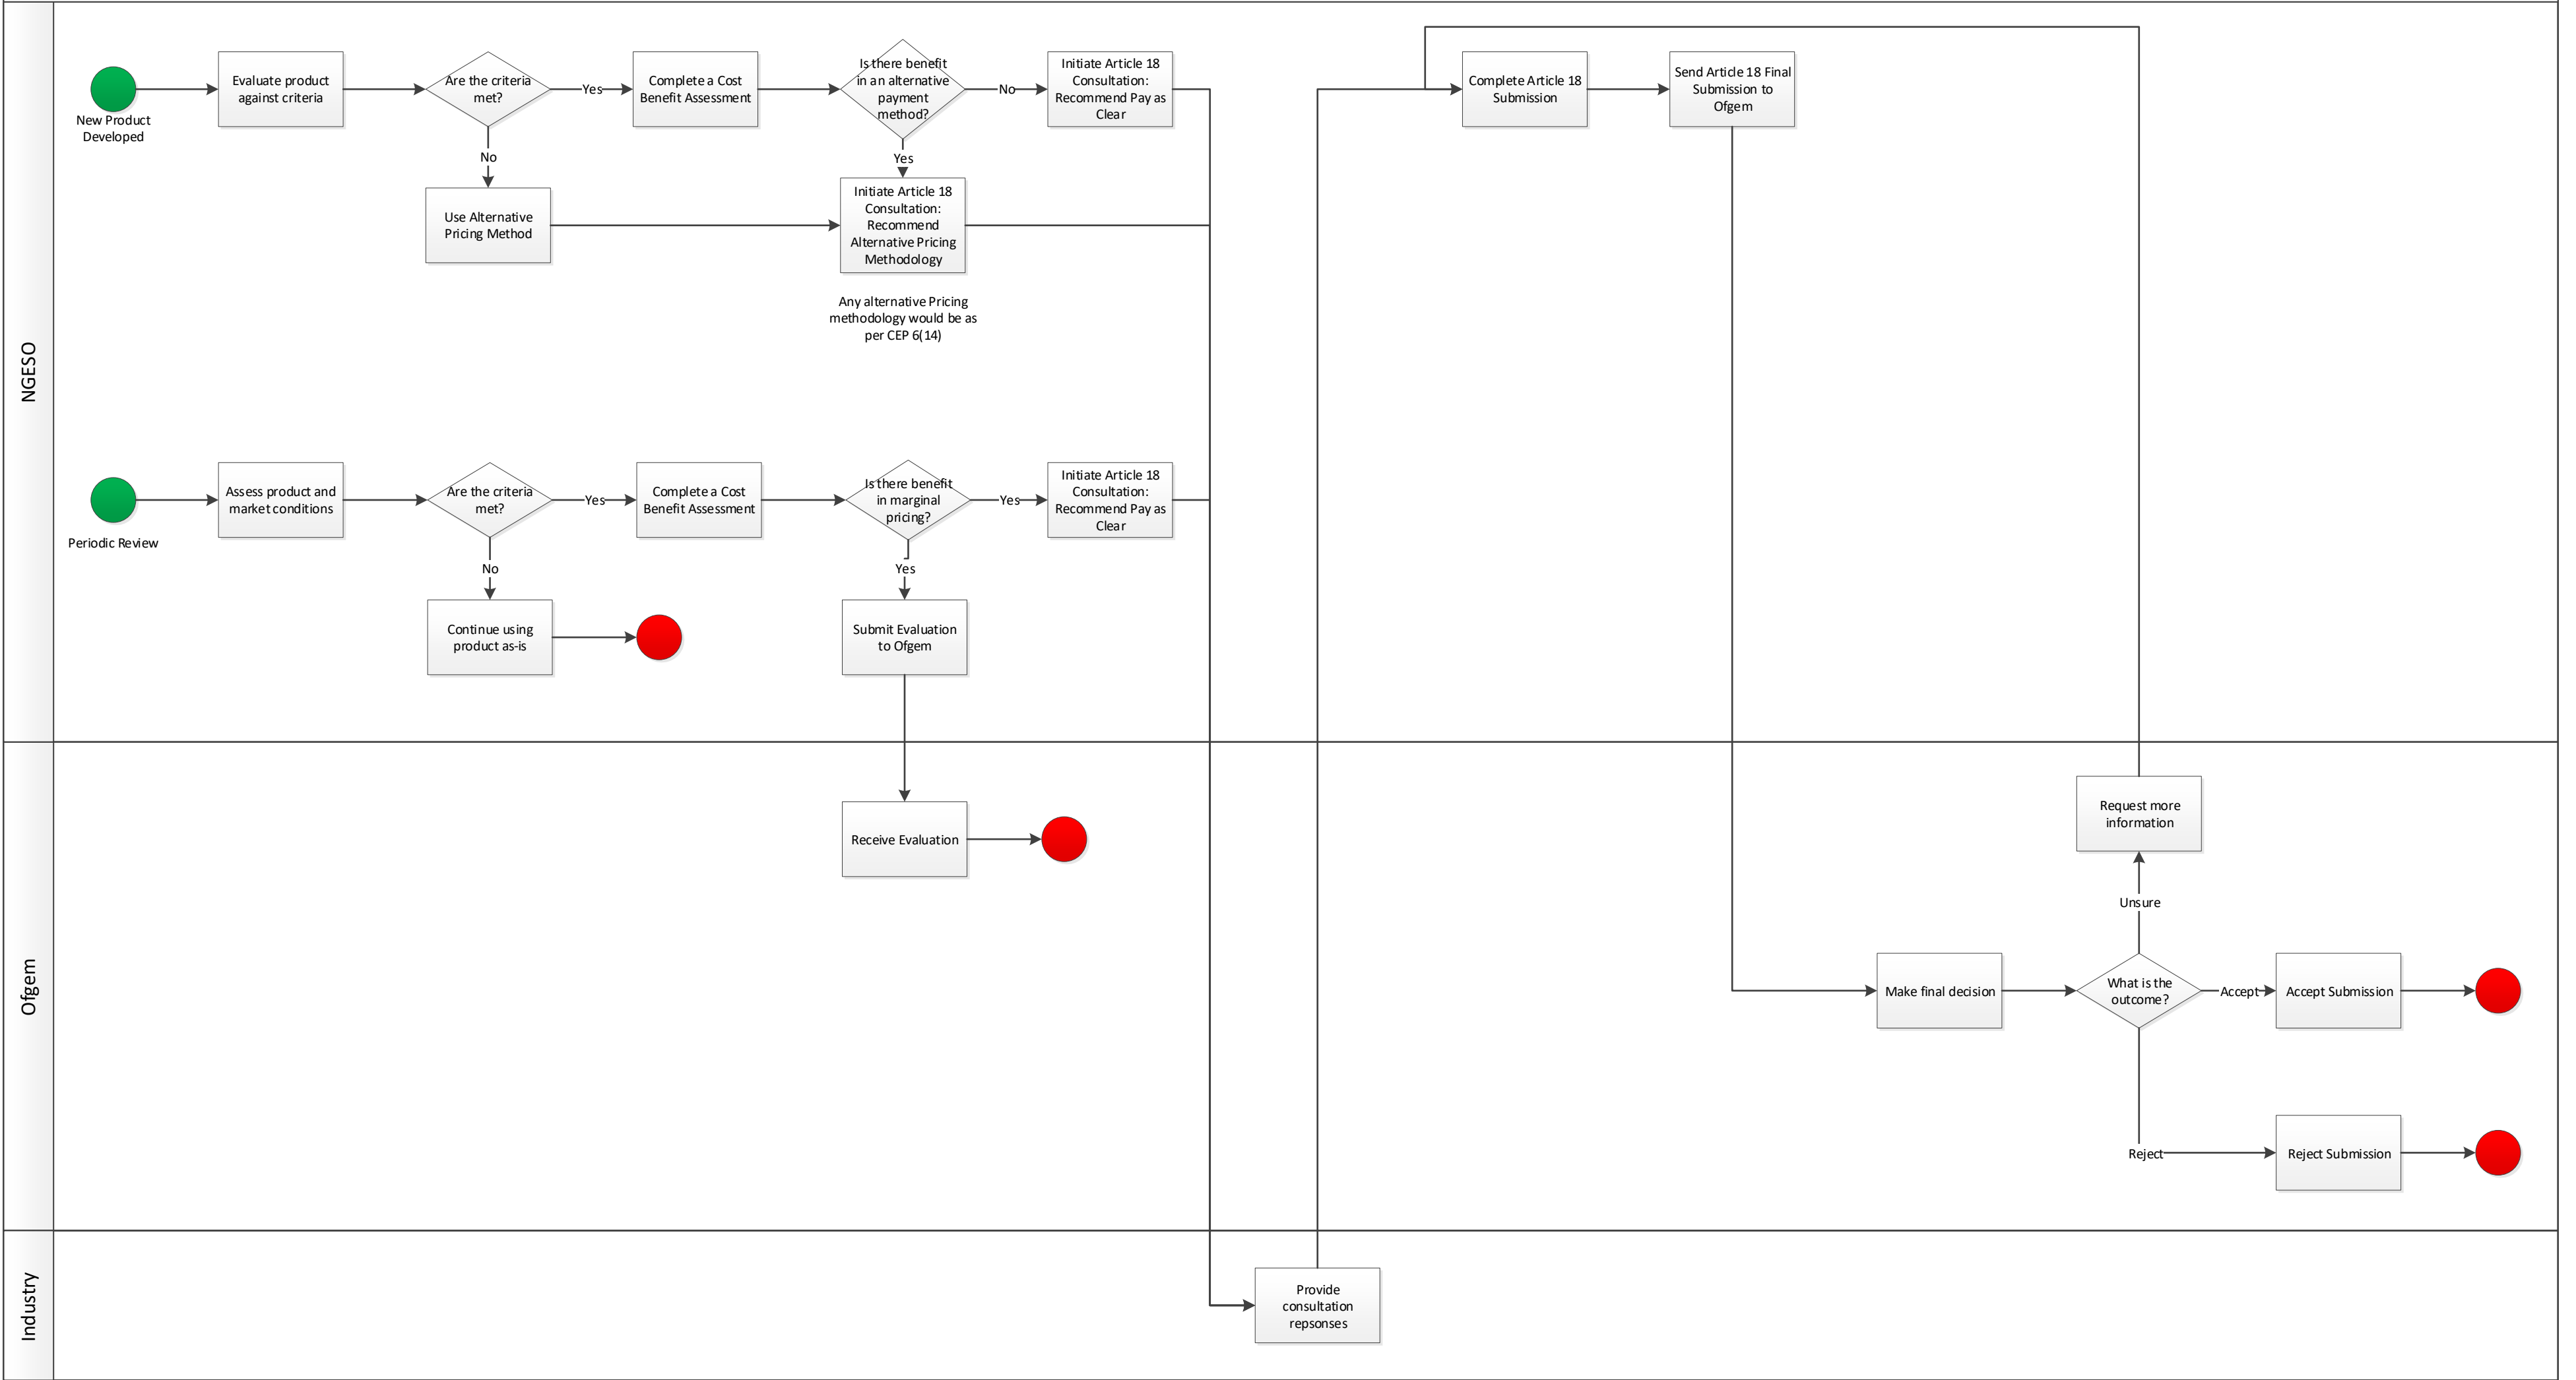 NGESO
New Product
Developed
Evaluate product
against criteria
Are the criteria
met?
Yes
No
Use Alternative
Pricing Method
Complete a Cost
Benefit Assessment
Is there benefit
in an alternative
payment
method?
No
Yes
Initiate Article 18
Consultation:
Recommend Pay as
Clear
Initiate Article 18
Consultation:
Recommend
Alternative Pricing
Methodology
Any alternative Pricing
methodology would be as
per CEP 6(14)
Complete Article 18
Submission
Send Article 18 Final
Submission to
Ofgem
Periodic Review
Assess product and
market conditions
Are the criteria
met?
Yes
No
Continue using
product as-is
Complete a Cost
Benefit Assessment
Is there benefit
in marginal
pricing?
Yes
Yes
Initiate Article 18
Consultation:
Recommend Pay as
Clear
Submit Evaluation
to Ofgem
Ofgem
Receive Evaluation
Request more
information
Unsure
Make final decision
What is the
outcome?
Accept
Accept Submission
Reject
Reject Submission
Industry
Provide
consultation
repsonses